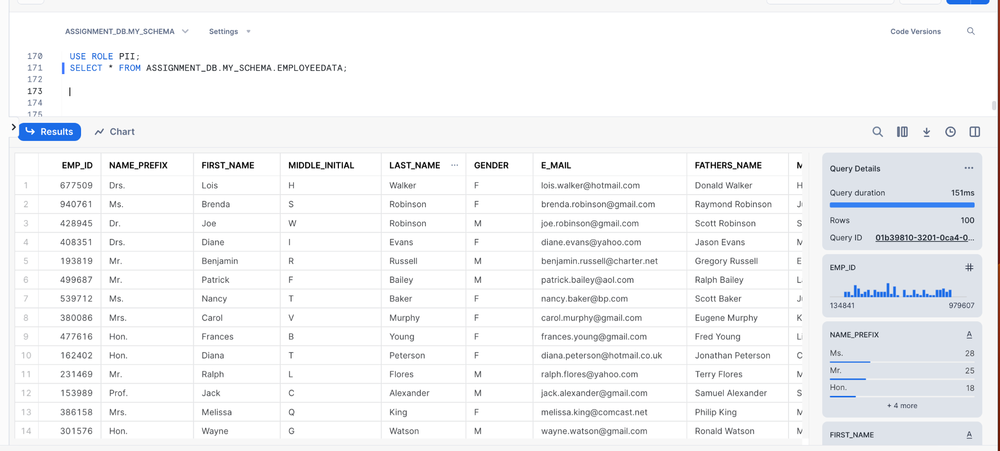 ASSIGNMENT_DB.MY_SCHEMA Settings Code Versions
170 USE ROLE PII;
171 SELECT * FROM ASSIGNMENT_DB.MY_SCHEMA.EMPLOYEEDATA;
172
173
174
175
Results Chart
EMP_ID NAME_PREFIX FIRST_NAME MIDDLE_INITIAL LAST_NAME ... GENDER E_MAIL FATHERS_NAME M
1 677509 Drs. Lois H Walker F lois.walker@hotmail.com Donald Walker H
2 940761 Ms. Brenda S Robinson F brenda.robinson@gmail.com Raymond Robinson Ju
3 428945 Dr. Joe W Robinson M joe.robinson@gmail.com Scott Robinson S
4 408351 Drs. Diane I Evans F diane.evans@yahoo.com Jason Evans M
5 193819 Mr. Benjamin R Russell M benjamin.russell@charter.net Gregory Russell E
6 499687 Mr. Patrick F Bailey M patrick.bailey@aol.com Ralph Bailey L
7 539712 Ms. Nancy T Baker F nancy.baker@bp.com Scott Baker Ju
8 380086 Mrs. Carol V Murphy F carol.murphy@gmail.com Eugene Murphy K
9 477616 Hon. Frances B Young F frances.young@gmail.com Fred Young Li
10 162402 Hon. Diana T Peterson F diana.peterson@hotmail.co.uk Jonathan Peterson C
11 231469 Mr. Ralph L Flores M ralph.flores@yahoo.com Terry Flores M
12 153989 Prof. Jack C Alexander M jack.alexander@gmail.com Samuel Alexander S
13 386158 Mrs. Melissa Q King F melissa.king@comcast.net Philip King M
14 301576 Hon. Wayne G Watson M wayne.watson@gmail.com Ronald Watson M
Query Details ...
Query duration 151ms
Rows 100
Query ID 01b39810-3201-0ca4-0...
EMP_ID #
134841 979607
NAME_PREFIX A
Ms. 28
Mr. 25
Hon. 18
+ 4 more
FIRST_NAME A